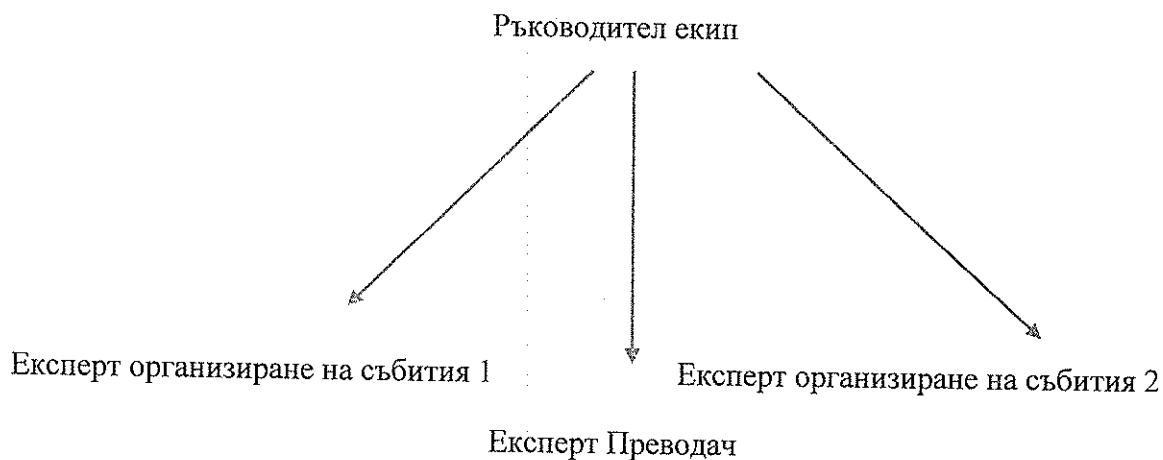 Ръководител екип
Експерт организиране на събития 1
Експерт организиране на събития 2
Експерт Преводач